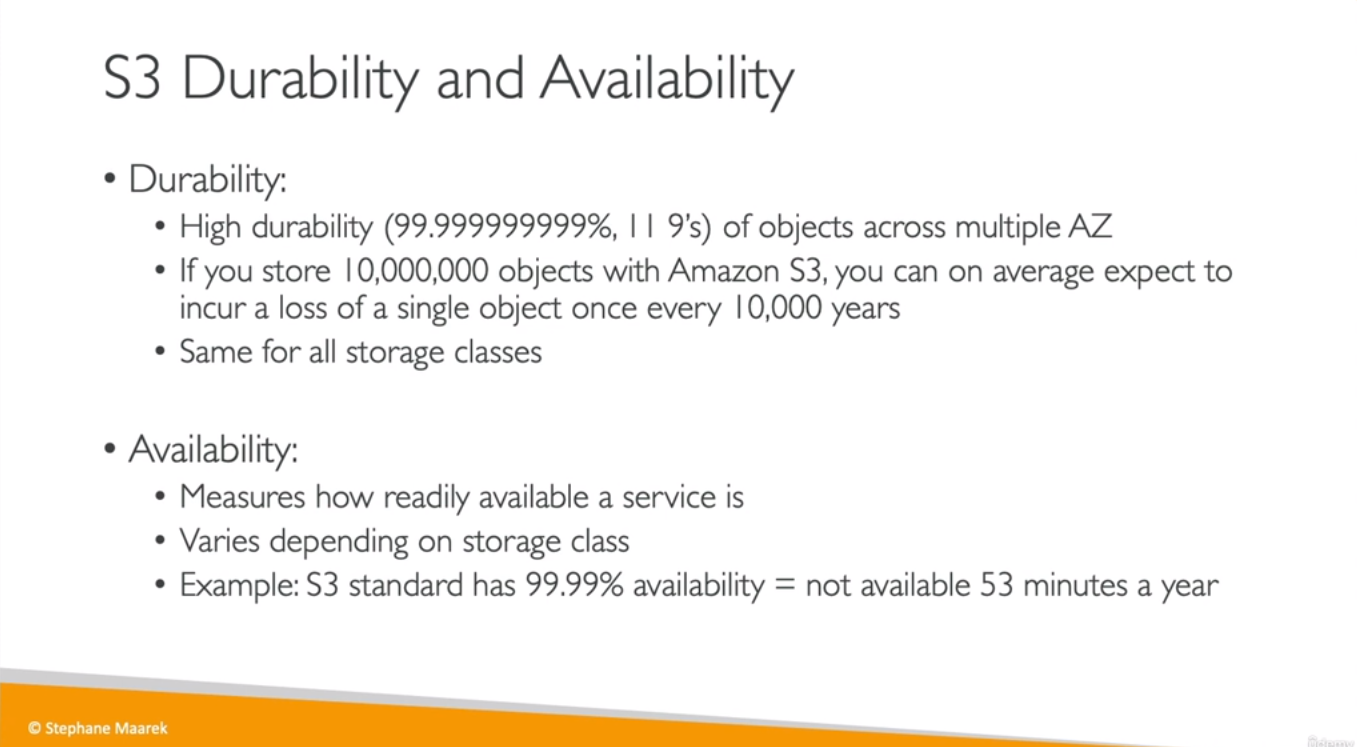 S3 Durability and Availability
• Durability:
• High durability (99.999999999%, 11 9's) of objects across multiple AZ
• If you store 10,000,000 objects with Amazon S3, you can on average expect to
incur a loss of a single object once every 10,000 years
• Same for all storage classes
• Availability:
• Measures how readily available a service is
• Varies depending on storage class
• Example: S3 standard has 99.99% availability = not available 53 minutes a year
© Stephane Maarek
ûdemy